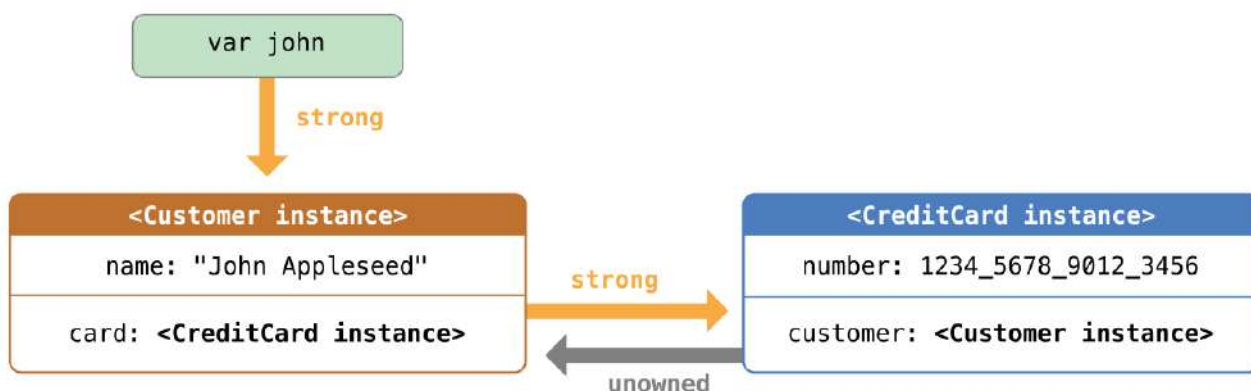 var john
strong
<Customer instance>
name: "John Appleseed"
card: <CreditCard instance>
strong
unowned
<CreditCard instance>
number: 1234_5678_9012_3456
customer: <Customer instance>